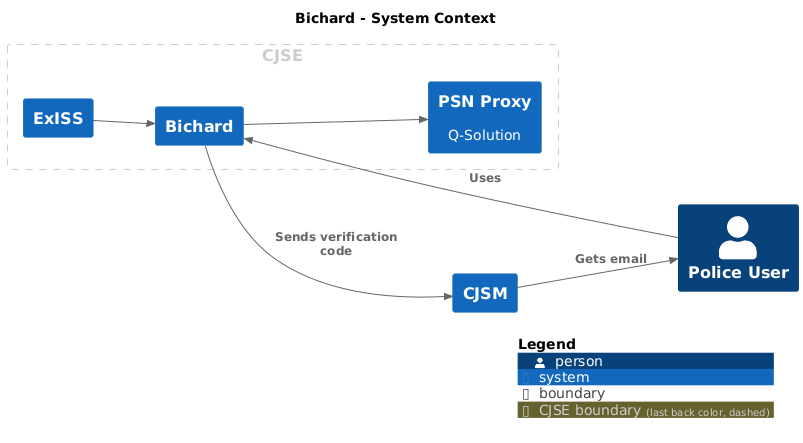 Bichard - System Context
CJSE
ExISS
Bichard
PSN Proxy
Q-Solution
Uses
Sends verification
code
Gets email
Police User
CJSM
Legend
person
system
boundary
CJSE boundary (last back color, dashed)